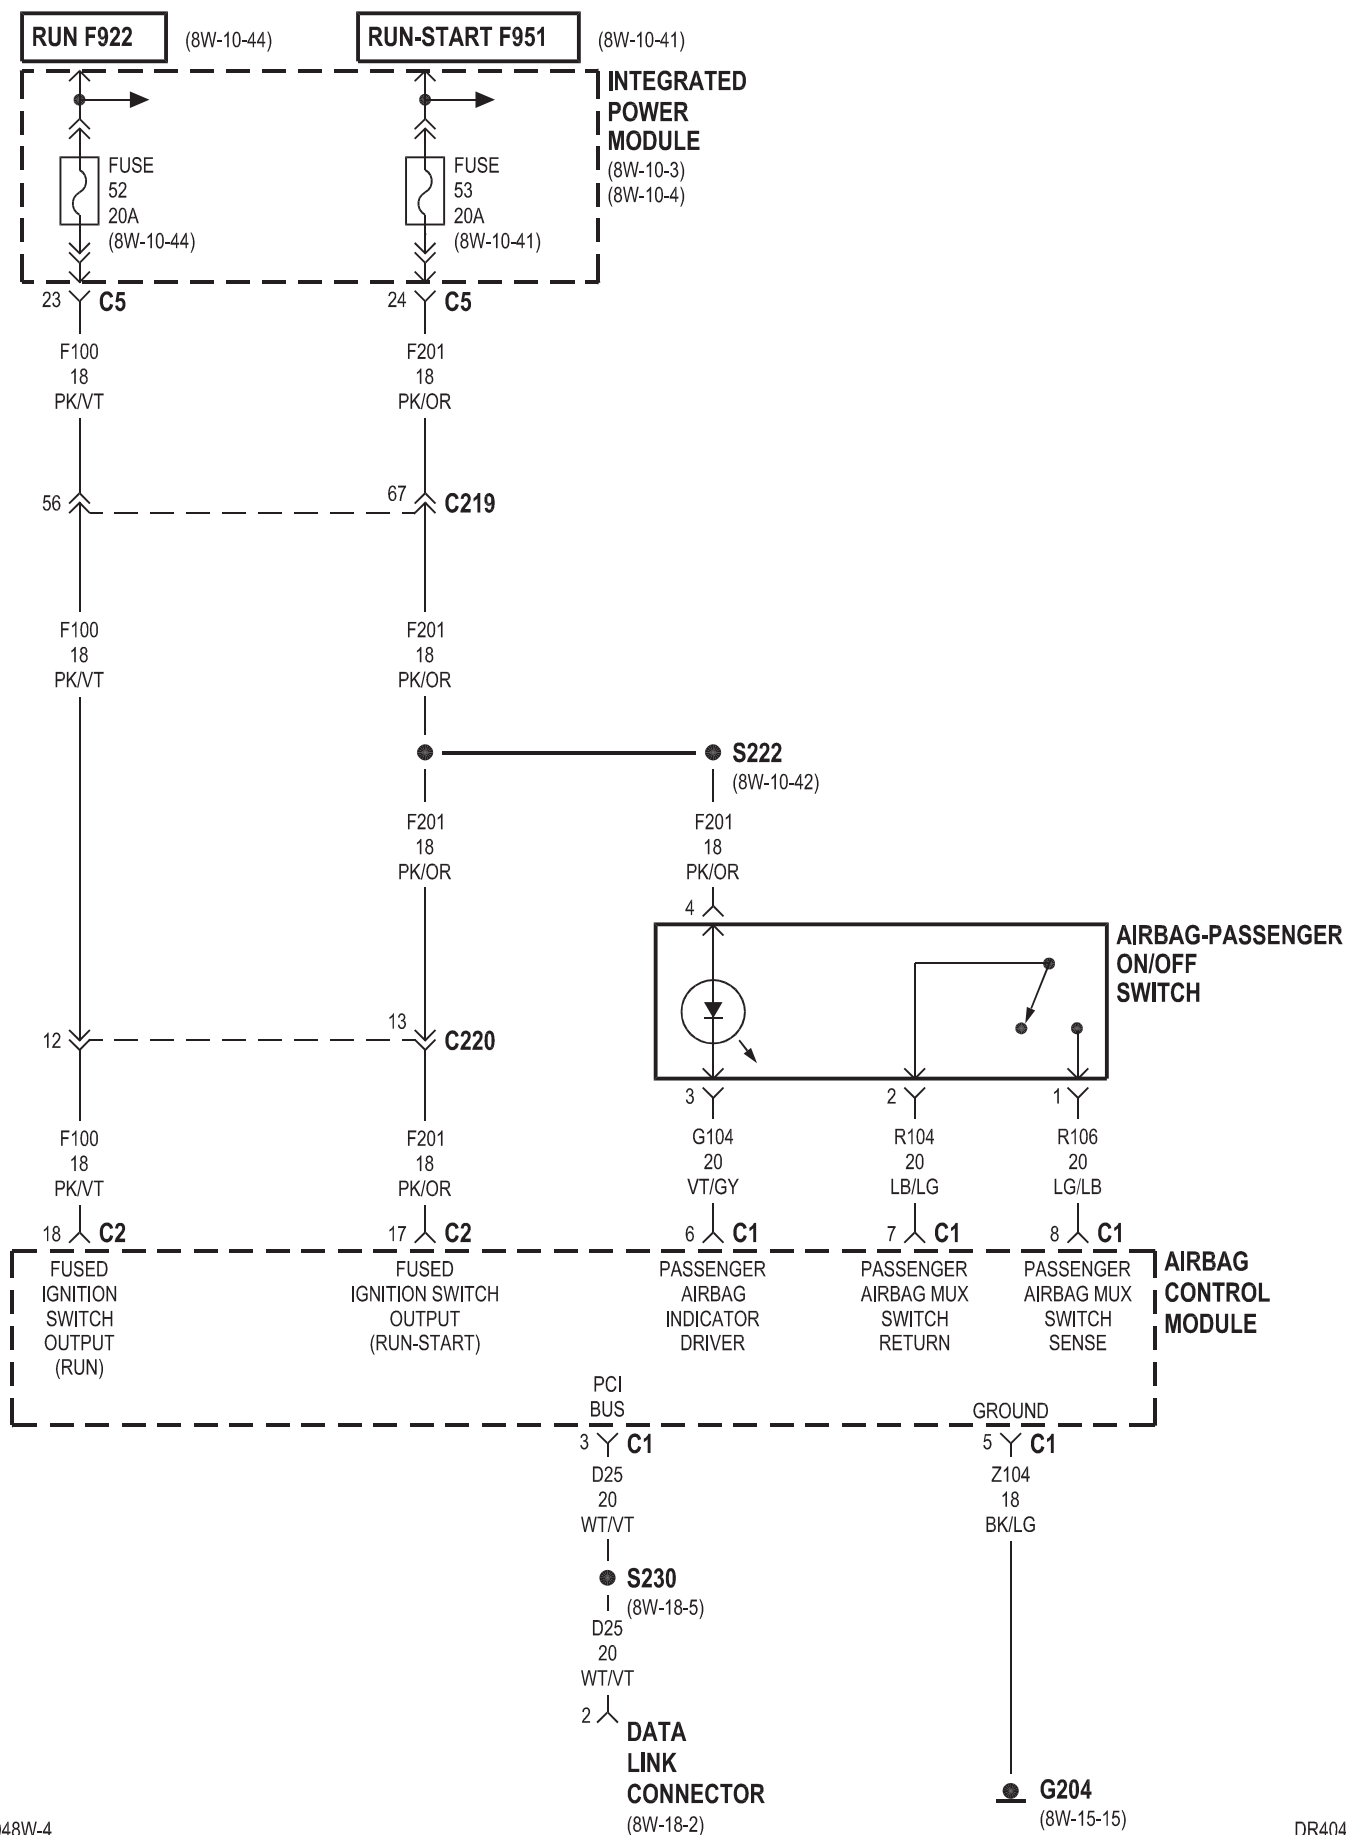 RUN F922 (8W-10-44) RUN-START F951 (8W-10-41)
INTEGRATED
POWER
MODULE
(8W-10-3)
(8W-10-4)
FUSE
52
20A
(8W-10-44)
FUSE
53
20A
(8W-10-41)
23 C5 24 C5
F100 F201
18 18
PK/VT PK/OR
56 67 C219
F100 F201
18 18
PK/VT PK/OR
S222
(8W-10-42)
F201 F201
18 18
PK/OR PK/OR
4
AIRBAG-PASSENGER
ON/OFF
SWITCH
12 13 C220
3 2 1
F100 F201 G104 R104 R106
18 18 20 20 20
PK/VT PK/OR VT/GY LB/LG LG/LB
18 C2 17 C2 6 C1 7 C1 8 C1
AIRBAG
CONTROL
MODULE
FUSED
IGNITION
SWITCH
OUTPUT
(RUN)
FUSED
IGNITION SWITCH
OUTPUT
(RUN-START)
PASSENGER
AIRBAG
INDICATOR
DRIVER
PASSENGER
AIRBAG MUX
SWITCH
RETURN
PASSENGER
AIRBAG MUX
SWITCH
SENSE
PCI
BUS
GROUND
3 C1 5 C1
D25 Z104
20 18
WT/VT BK/LG
S230
(8W-18-5)
D25
20
WT/VT
2
DATA
LINK
CONNECTOR
(8W-18-2)
G204
(8W-15-15)
048W-4 DR404